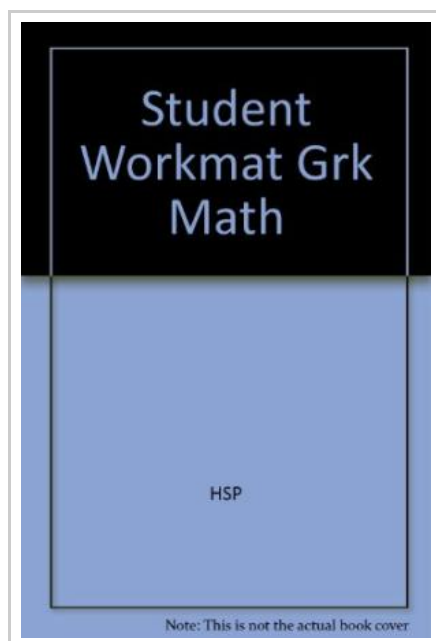 Student
Workmat Grk
Math
HSP
Note: This is not the actual book cover